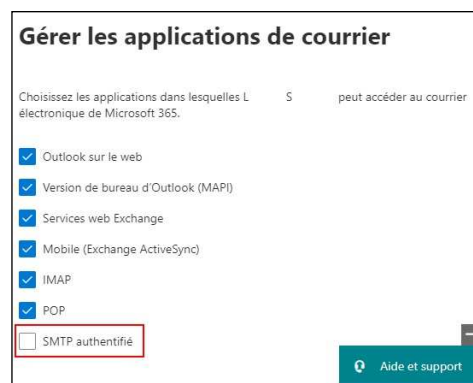 Gérer les applications de courrier
Choisissez les applications dans lesquelles L S peut accéder au courrier
électronique de Microsoft 365.
Outlook sur le web
Version de bureau d'Outlook (MAPI)
Services web Exchange
Mobile (Exchange ActiveSync)
IMAP
POP
SMTP authentifié
Aide et support